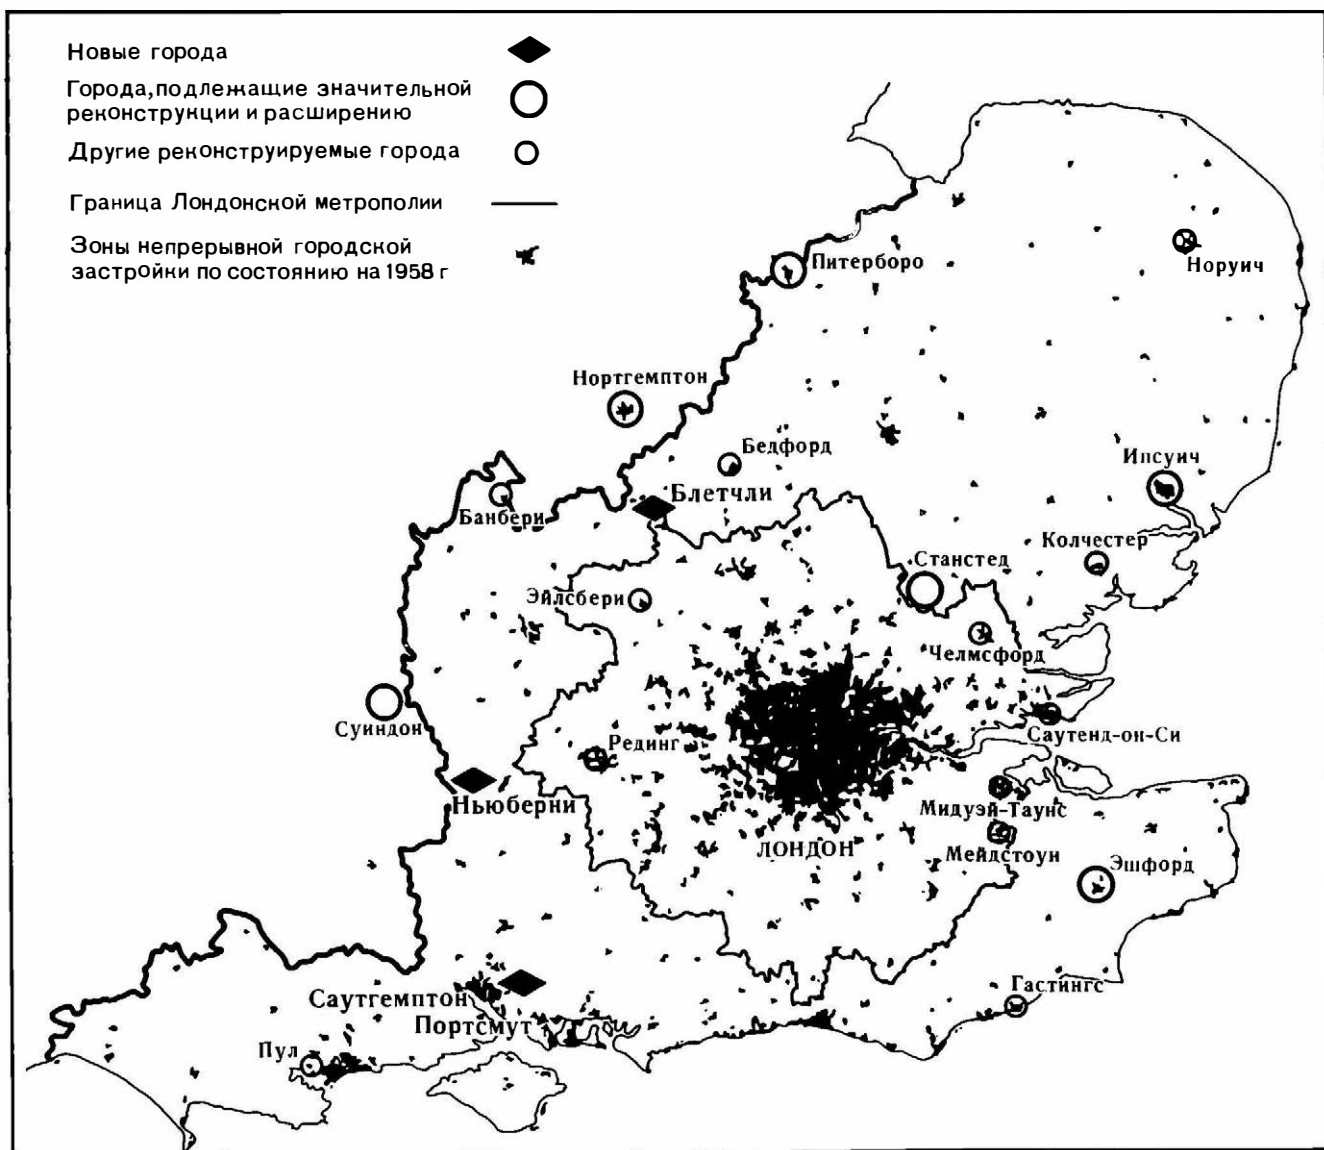 Новые города
Города, подлежащие значительной
реконструкции и расширению
Другие реконструируемые города
Граница Лондонской метрополии
Зоны непрерывной городской
застройки по состоянию на 1958 г
Питерборо
Норуич
Нортгемптон
Бедфорд
Ипсуич
Блетчли
Банбери
Колчестер
Станстед
Эйлсбери
Челмсфорд
Суиндон
Рединг
Саутенд-он-Си
Ньюберни
Мидуэй-Таунс
ЛОНДОН
Мейдстоун
Эшфорд
Саутгемптон
Гастингс
Портсмут
Пул